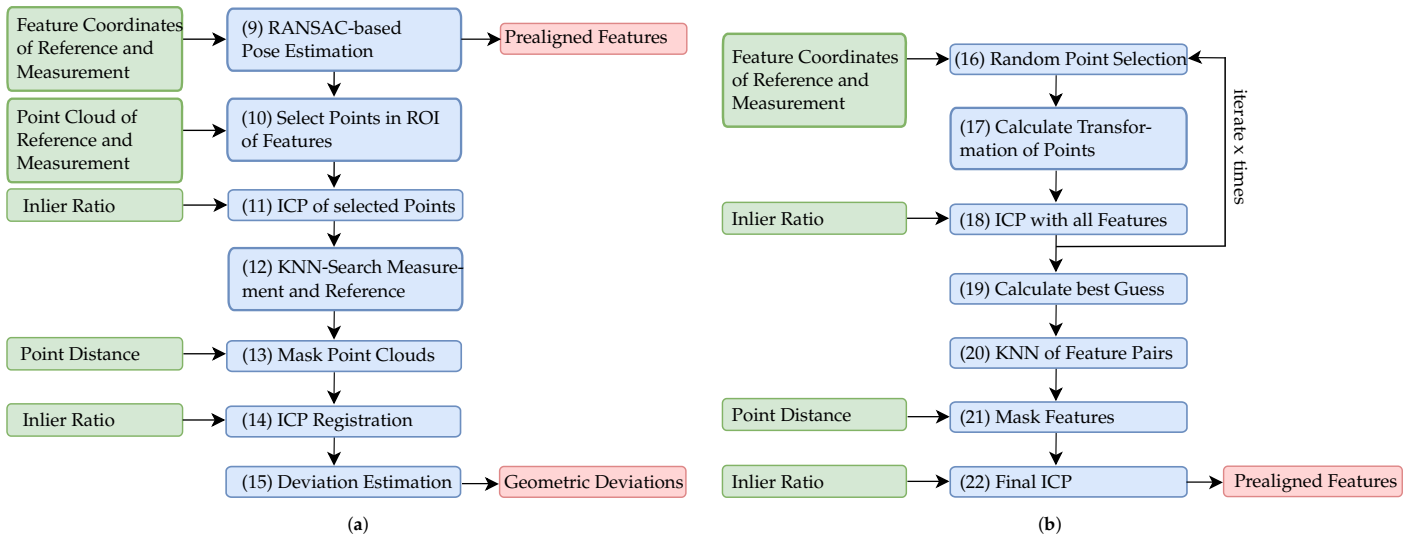 Feature Coordinates
of Reference and
Measurement
(9) RANSAC-based
Pose Estimation
Prealigned Features
Point Cloud of
Reference and
Measurement
(10) Select Points in ROI
of Features
Inlier Ratio
(11) ICP of selected Points
(12) KNN-Search Measure-
ment and Reference
Point Distance
(13) Mask Point Clouds
Inlier Ratio
(14) ICP Registration
(15) Deviation Estimation
Geometric Deviations
(a)
Feature Coordinates
of Reference and
Measurement
(16) Random Point Selection
(17) Calculate Transfor-
mation of Points
iterate x times
Inlier Ratio
(18) ICP with all Features
(19) Calculate best Guess
(20) KNN of Feature Pairs
Point Distance
(21) Mask Features
Inlier Ratio
(22) Final ICP
Prealigned Features
(b)